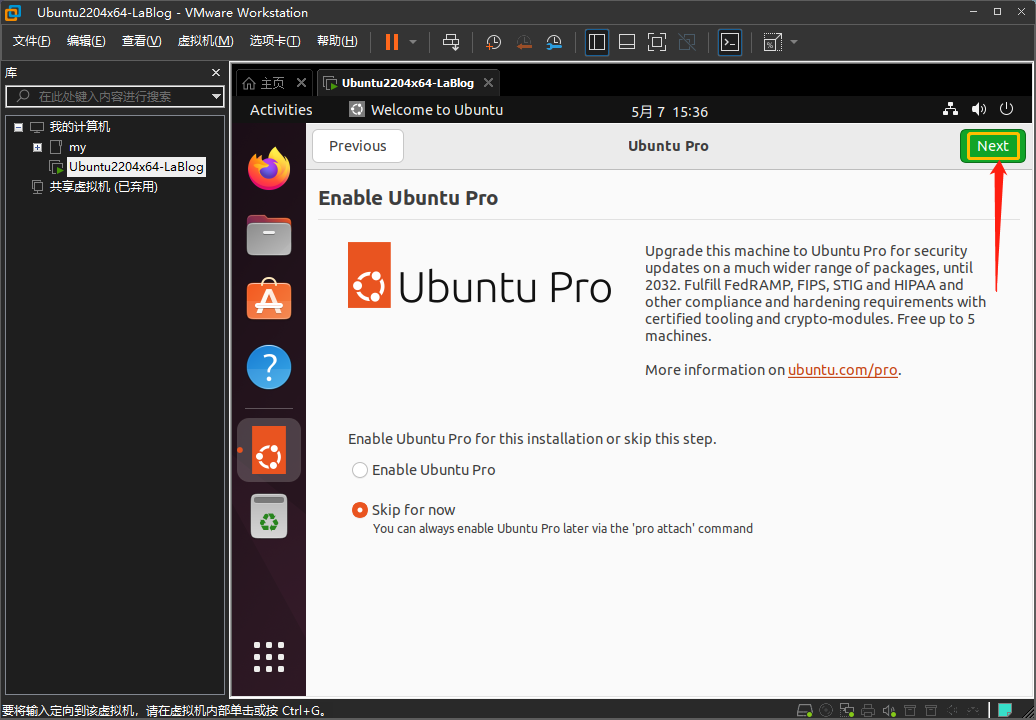 Ubuntu2204x64-LaBlog - VMware Workstation
文件(F) 编辑(E) 查看(V) 虚拟机(M) 选项卡(T) 帮助(H)
库
在此处键入内容进行搜索
我的计算机
my
Ubuntu2204x64-LaBlog
共享虚拟机 (已弃用)
主页 Ubuntu2204x64-LaBlog
Activities Welcome to Ubuntu 5月 7 15:36
Previous Ubuntu Pro Next
Enable Ubuntu Pro
Ubuntu Pro
Upgrade this machine to Ubuntu Pro for security
updates on a much wider range of packages, until
2032. Fulfill FedRAMP, FIPS, STIG and HIPAA and
other compliance and hardening requirements with
certified tooling and crypto-modules. Free up to 5
machines.
More information on ubuntu.com/pro.
Enable Ubuntu Pro for this installation or skip this step.
Enable Ubuntu Pro
Skip for now
You can always enable Ubuntu Pro later via the 'pro attach' command
要将输入定向到该虚拟机，请在虚拟机内部单击或按 Ctrl+G。